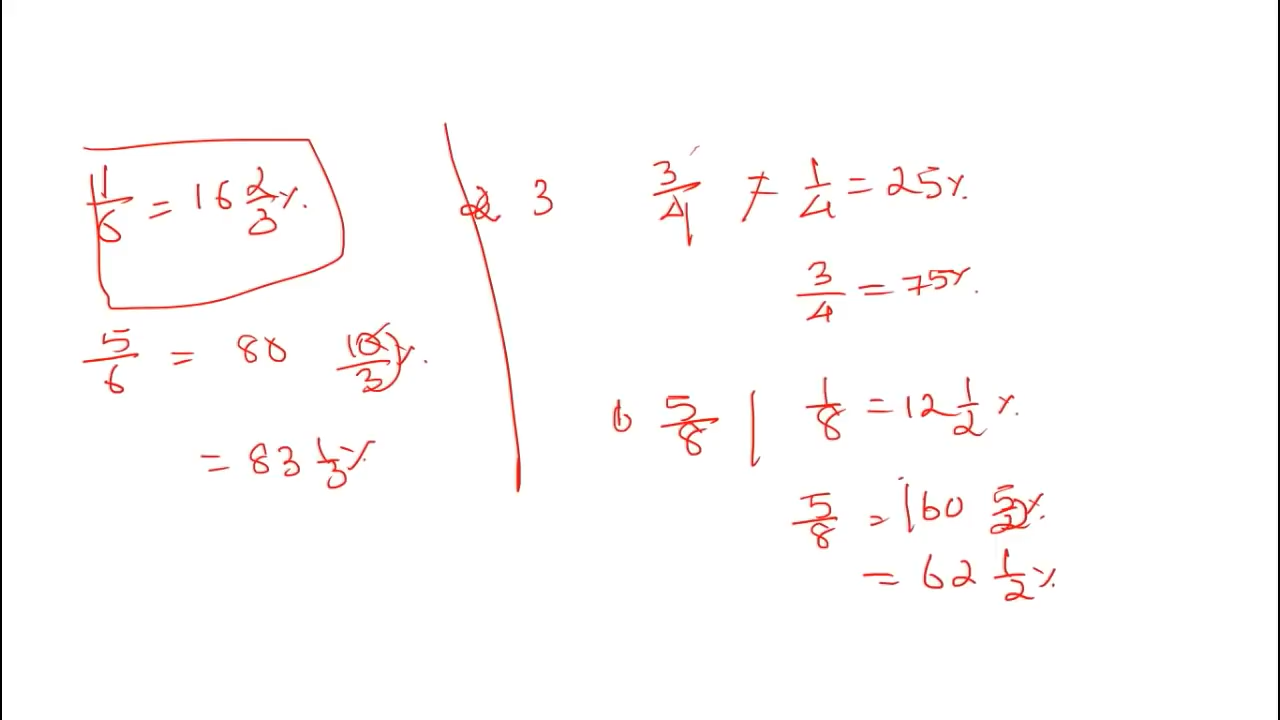 1/6 = 16 2/3 %.
5/6 = 80 10/3 %.
= 83 1/3 %
3
3/4 1/4 = 25%.
3/4 = 75%.
5/8 | 1/8 = 12 1/2 %.
5/8 = 60 5/2 %.
= 62 1/2 %.